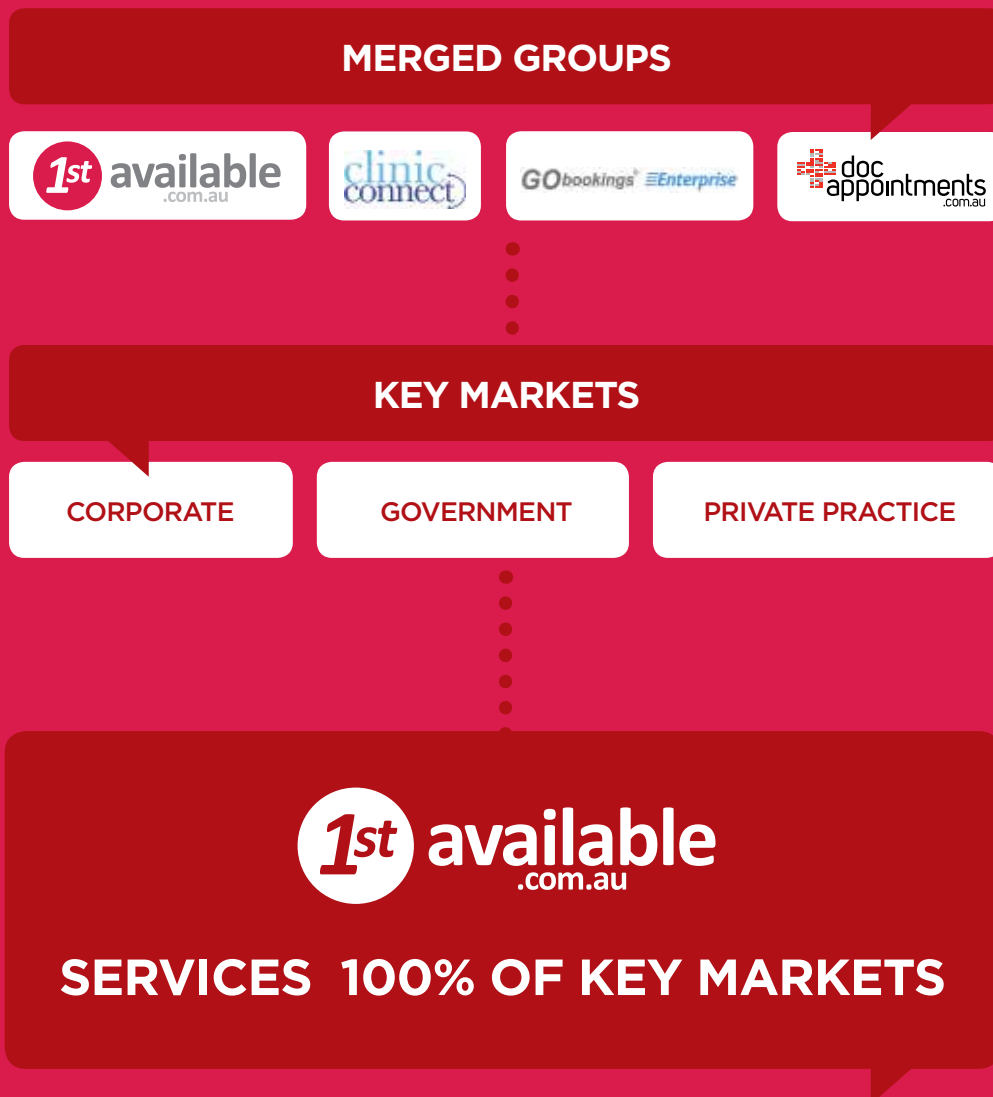 MERGED GROUPS
1st available
.com.au
clinic
connect
GObookings Enterprise
doc
appointments
.com.au
KEY MARKETS
CORPORATE
GOVERNMENT
PRIVATE PRACTICE
1st available
.com.au
SERVICES 100% OF KEY MARKETS